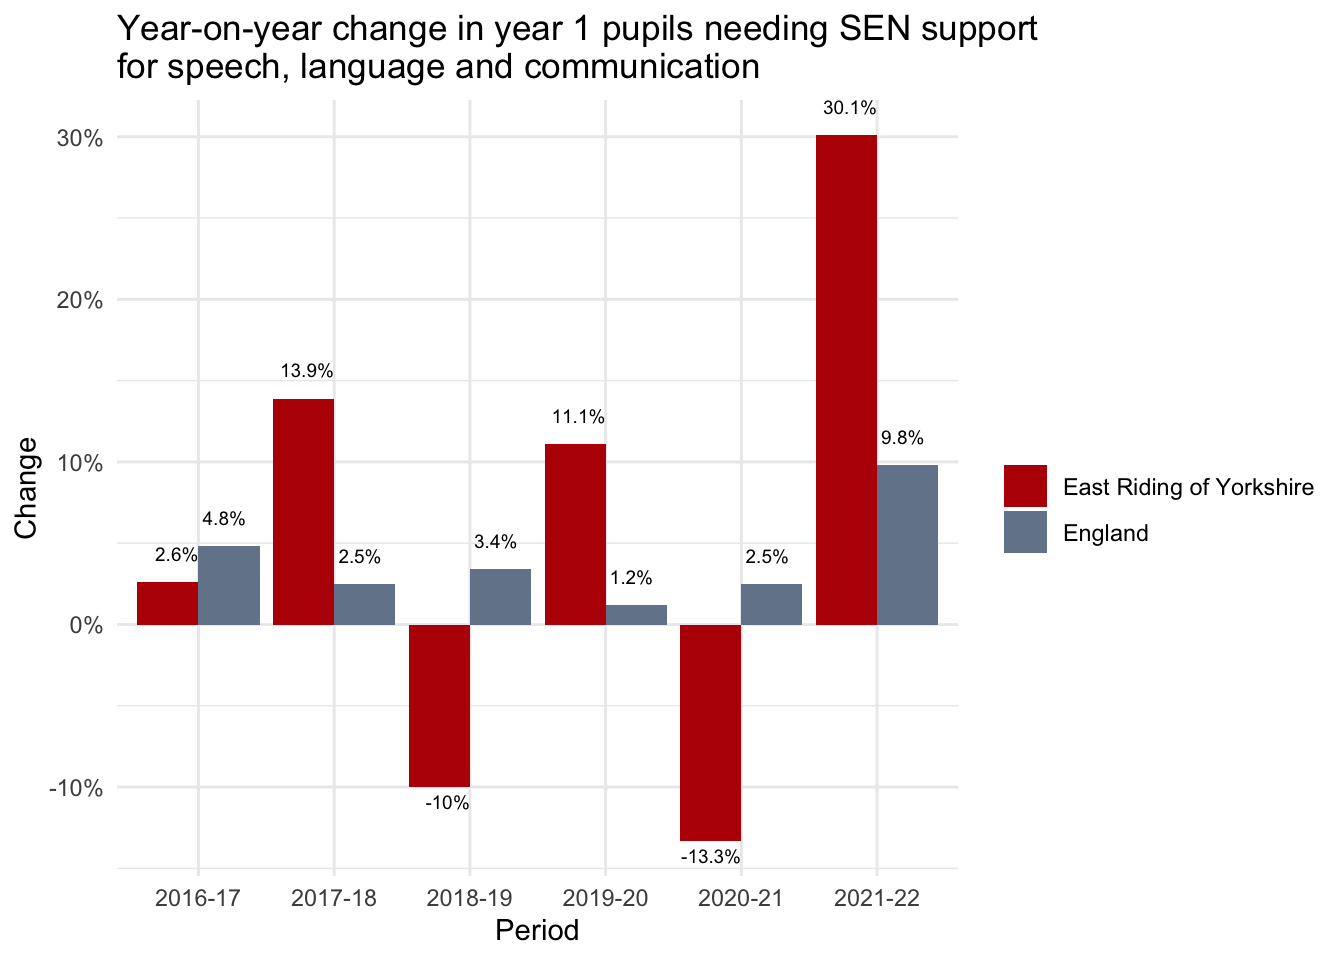 Year-on-year change in year 1 pupils needing SEN support
for speech, language and communication
30.1%
30%
20%
13.9%
11.1%
10%
9.8%
4.8%
2.6%
2.5%
3.4%
1.2%
2.5%
0%
-10%
-10%
-13.3%
Change
East Riding of Yorkshire
England
2016-17 2017-18 2018-19 2019-20 2020-21 2021-22
Period